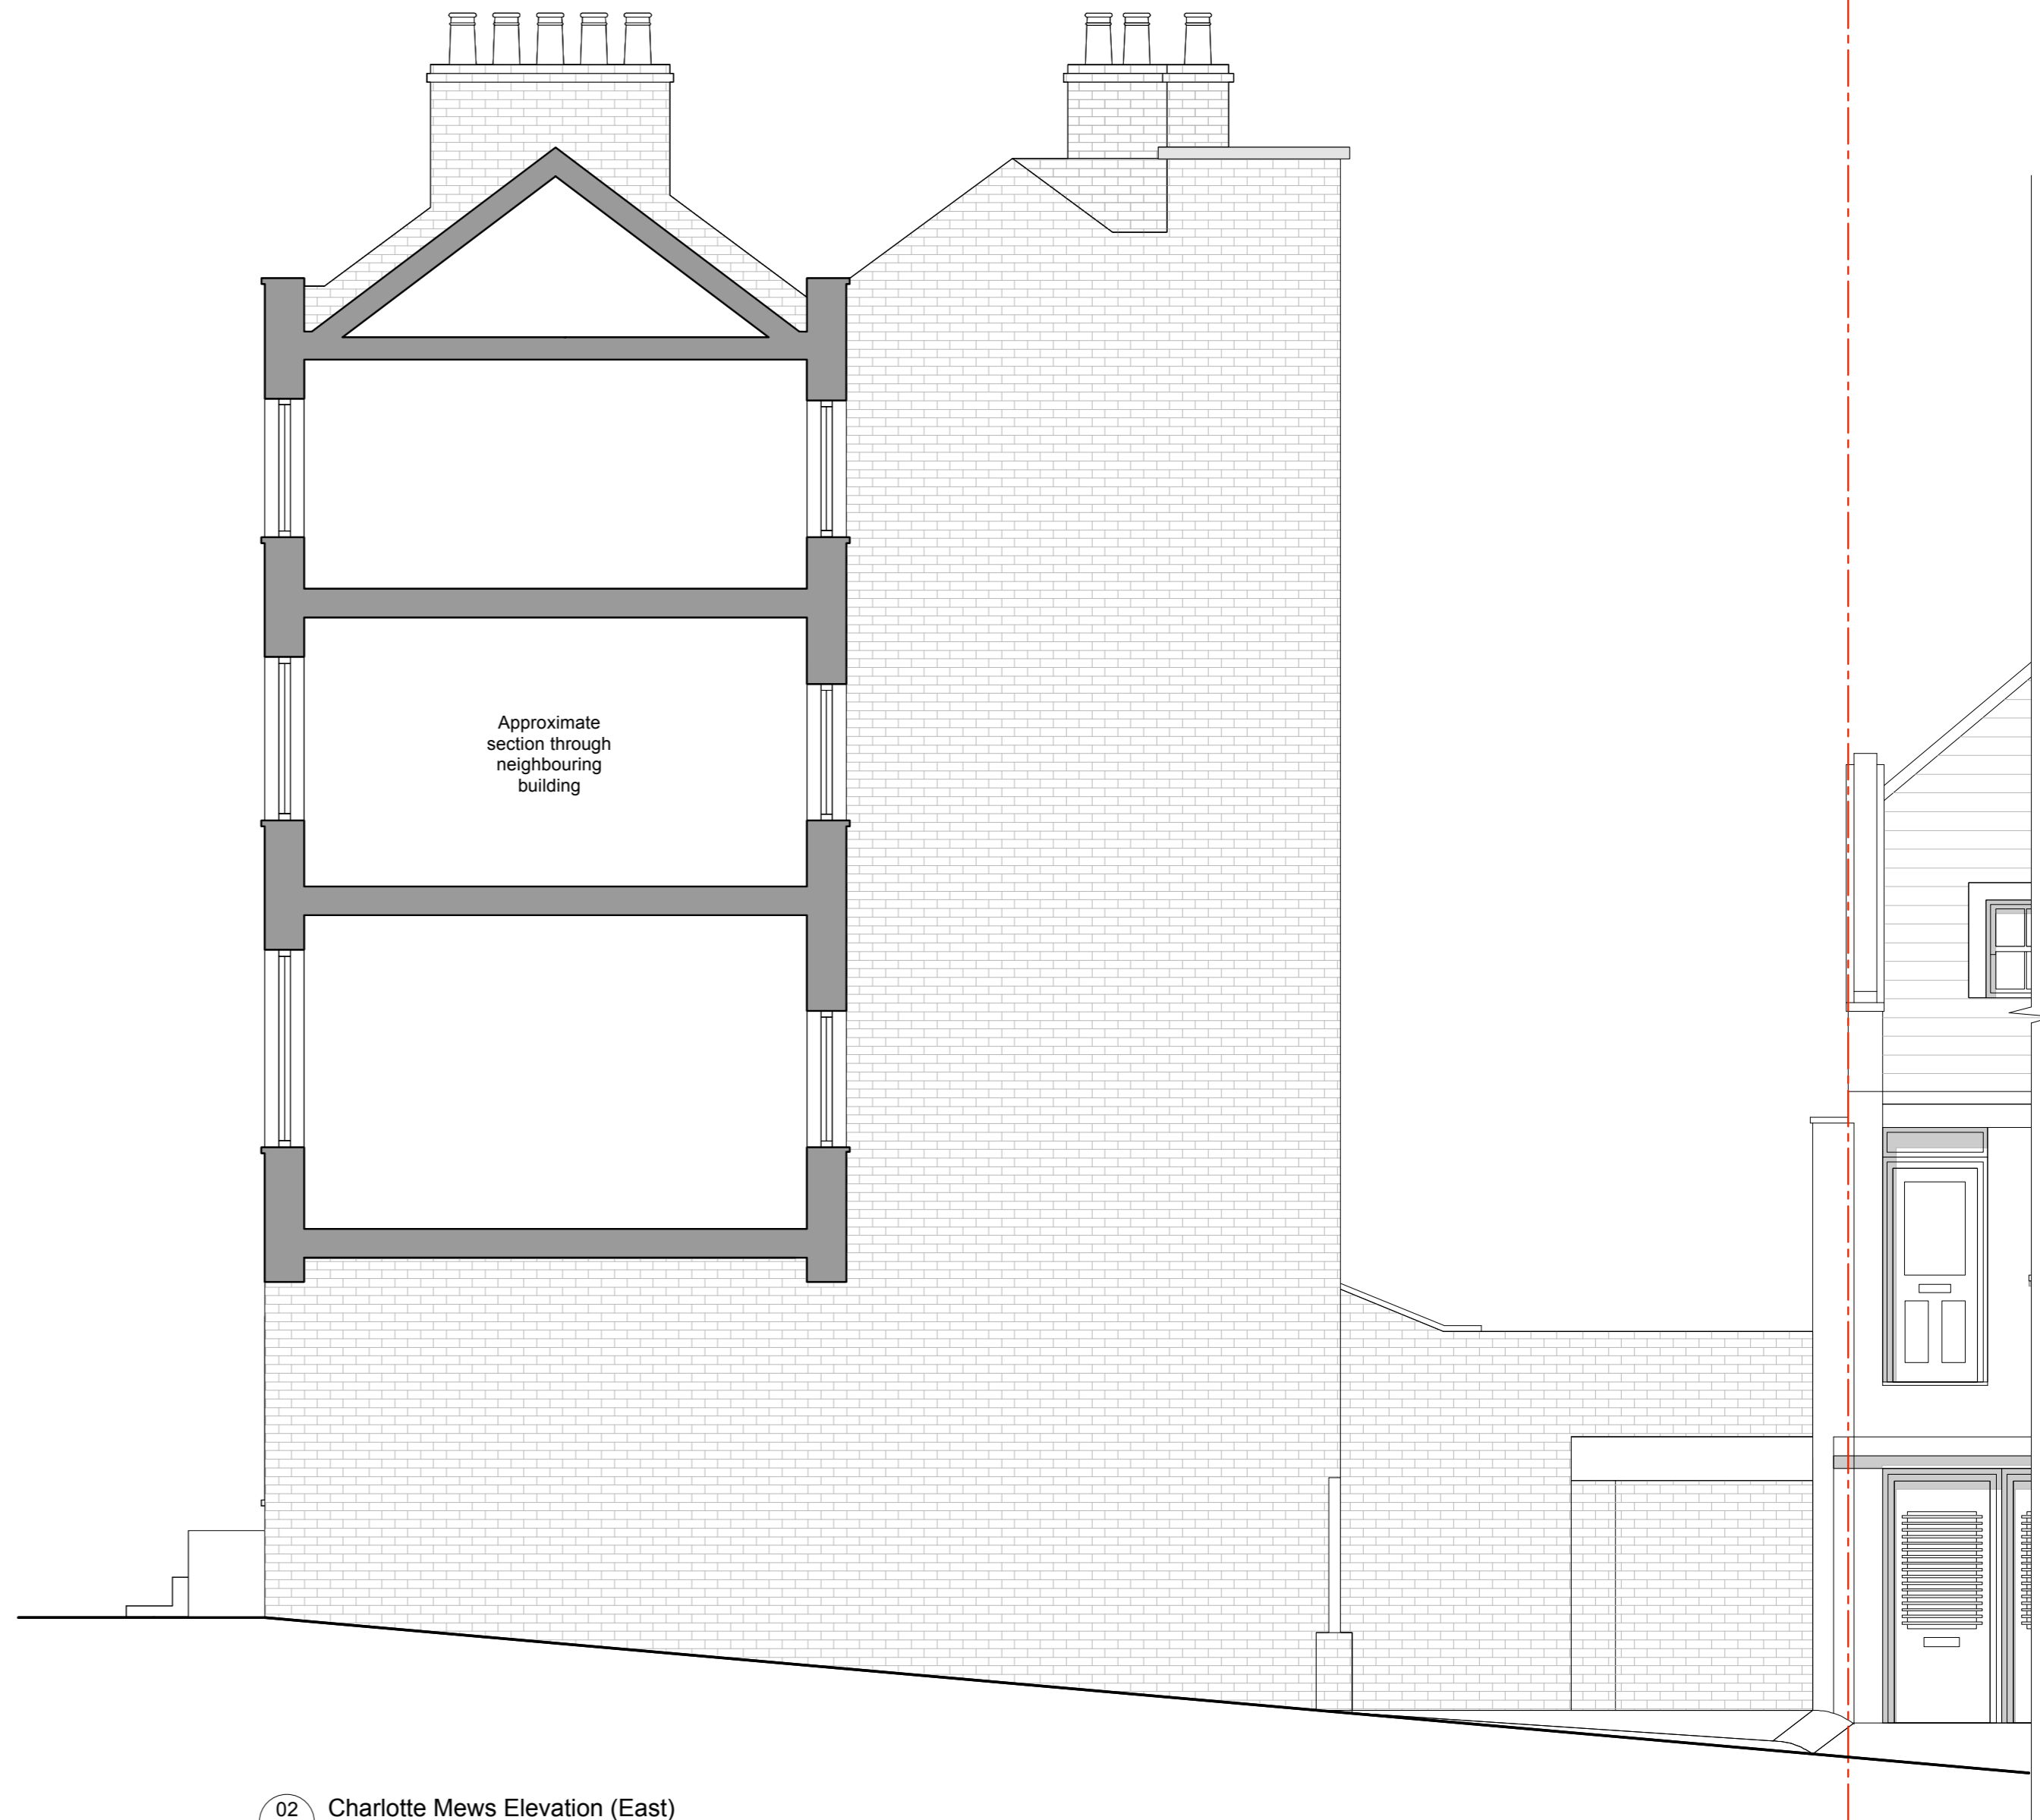 Approximate
section through
neighbouring
building
02 Charlotte Mews Elevation (East)